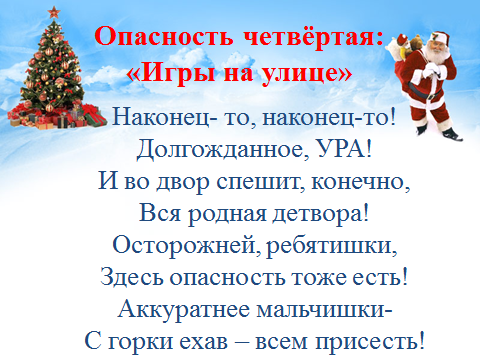 Опасность четвёртая:
«Игры на улице»
Наконец- то, наконец-то!
Долгожданное, УРА!
И во двор спешит, конечно,
Вся родная детвора!
Осторожней, ребятишки,
Здесь опасность тоже есть!
Аккуратнее мальчишки-
С горки ехав – всем присесть!